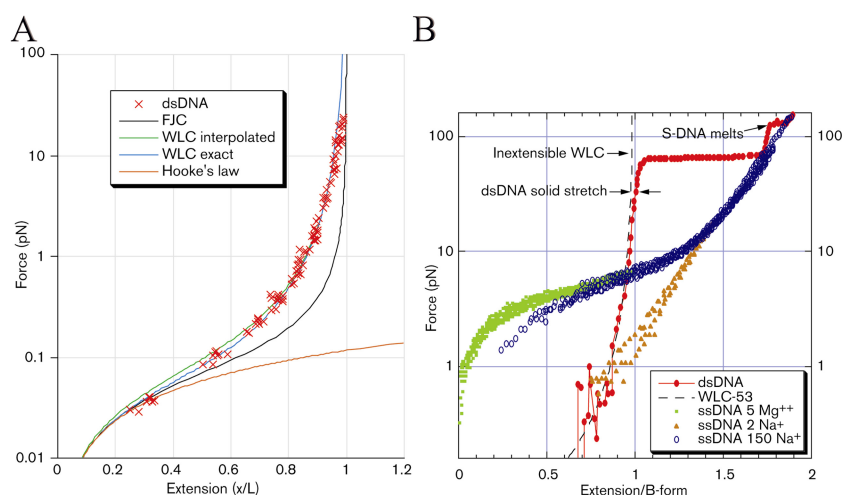 A
100
10
1
0.1
0.01
Force (pN)
dsDNA
FJC
WLC interpolated
WLC exact
Hooke's law
0 0.2 0.4 0.6 0.8 1 1.2
Extension (x/L)
B
100
10
1
Force (pN)
S-DNA melts
Inextensible WLC
dsDNA solid stretch
100
10
1
dsDNA
WLC-53
ssDNA 5 Mg++
ssDNA 2 Na+
ssDNA 150 Na+
0 0.5 1.0 1.5 2
Extension/B-form